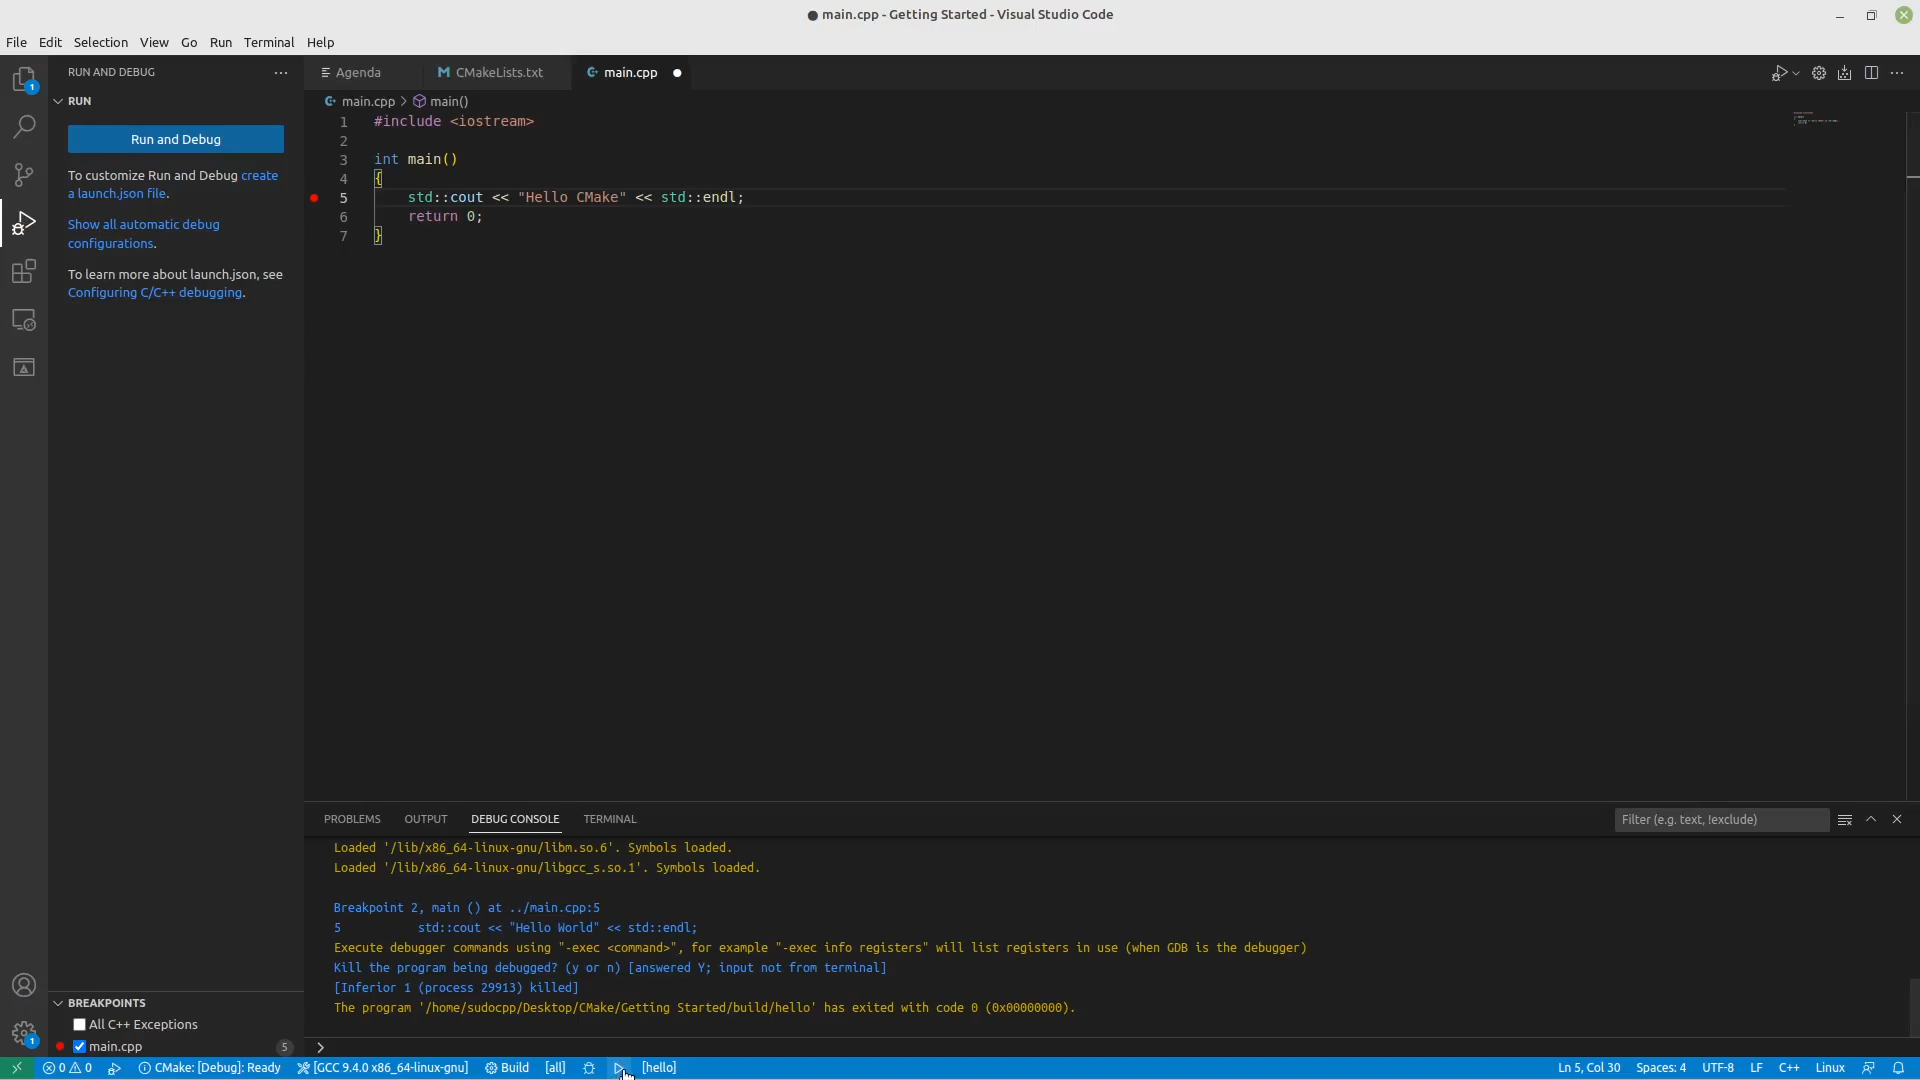 ● main.cpp - Getting Started - Visual Studio Code
File Edit Selection View Go Run Terminal Help
RUN AND DEBUG
Agenda
CMakeLists.txt
main.cpp
RUN
main.cpp > main()
Run and Debug
To customize Run and Debug create
a launch.json file.
Show all automatic debug
configurations.
To learn more about launch.json, see
Configuring C/C++ debugging.
1 #include <iostream>
2
3 int main()
4 {
5 std::cout << "Hello CMake" << std::endl;
6 return 0;
7 }
PROBLEMS OUTPUT DEBUG CONSOLE TERMINAL
Filter (e.g. text, !exclude)
Loaded '/lib/x86_64-linux-gnu/libm.so.6'. Symbols loaded.
Loaded '/lib/x86_64-linux-gnu/libgcc_s.so.1'. Symbols loaded.
Breakpoint 2, main () at ../main.cpp:5
5 std::cout << "Hello World" << std::endl;
Execute debugger commands using "-exec <command>", for example "-exec info registers" will list registers in use (when GDB is the debugger)
Kill the program being debugged? (y or n) [answered Y; input not from terminal]
[Inferior 1 (process 29913) killed]
The program '/home/sudocpp/Desktop/CMake/Getting Started/build/hello' has exited with code 0 (0x00000000).
BREAKPOINTS
All C++ Exceptions
main.cpp 5
1
1
0 0 CMake: [Debug]: Ready [GCC 9.4.0 x86_64-linux-gnu] Build [all] [hello] Ln 5, Col 30 Spaces: 4 UTF-8 LF C++ Linux